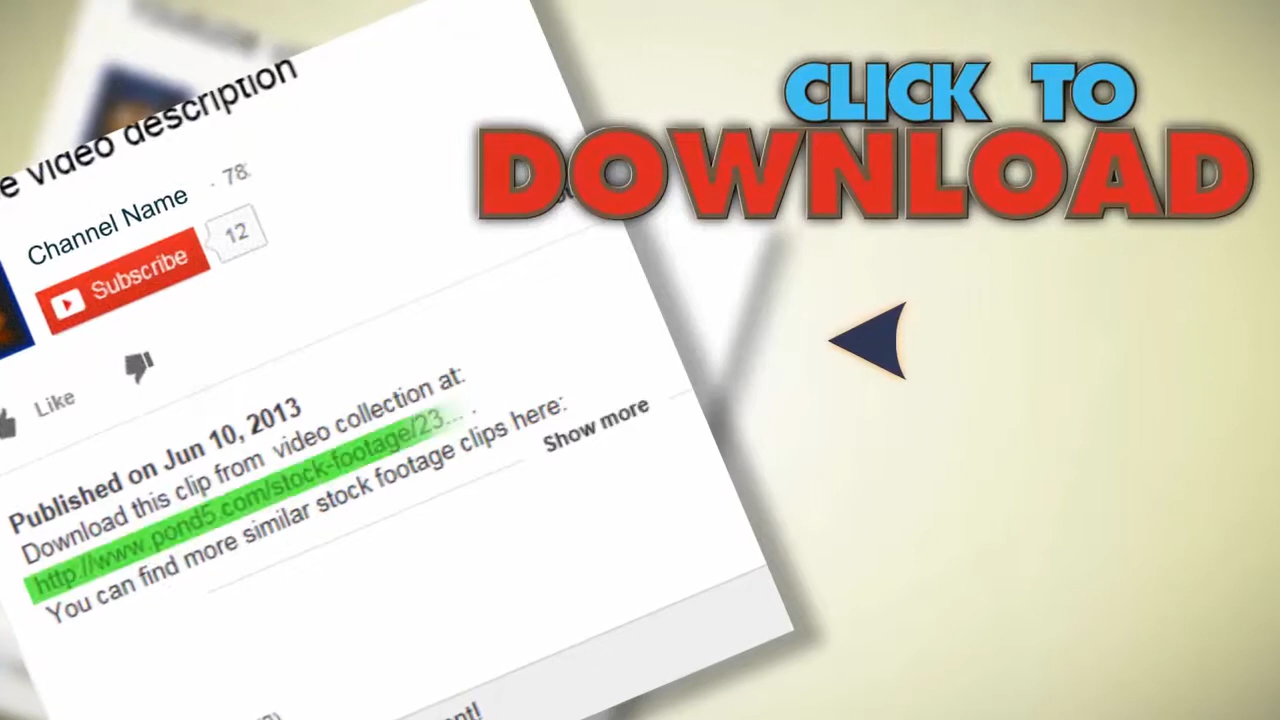 CLICK TO
DOWNLOAD
e video description
Channel Name
78
Subscribe
12
Like
Published on Jun 10, 2013
Download this clip from video collection at:
http://www.pond5.com/stock-footage/23... .
You can find more similar stock footage clips here:
Show more